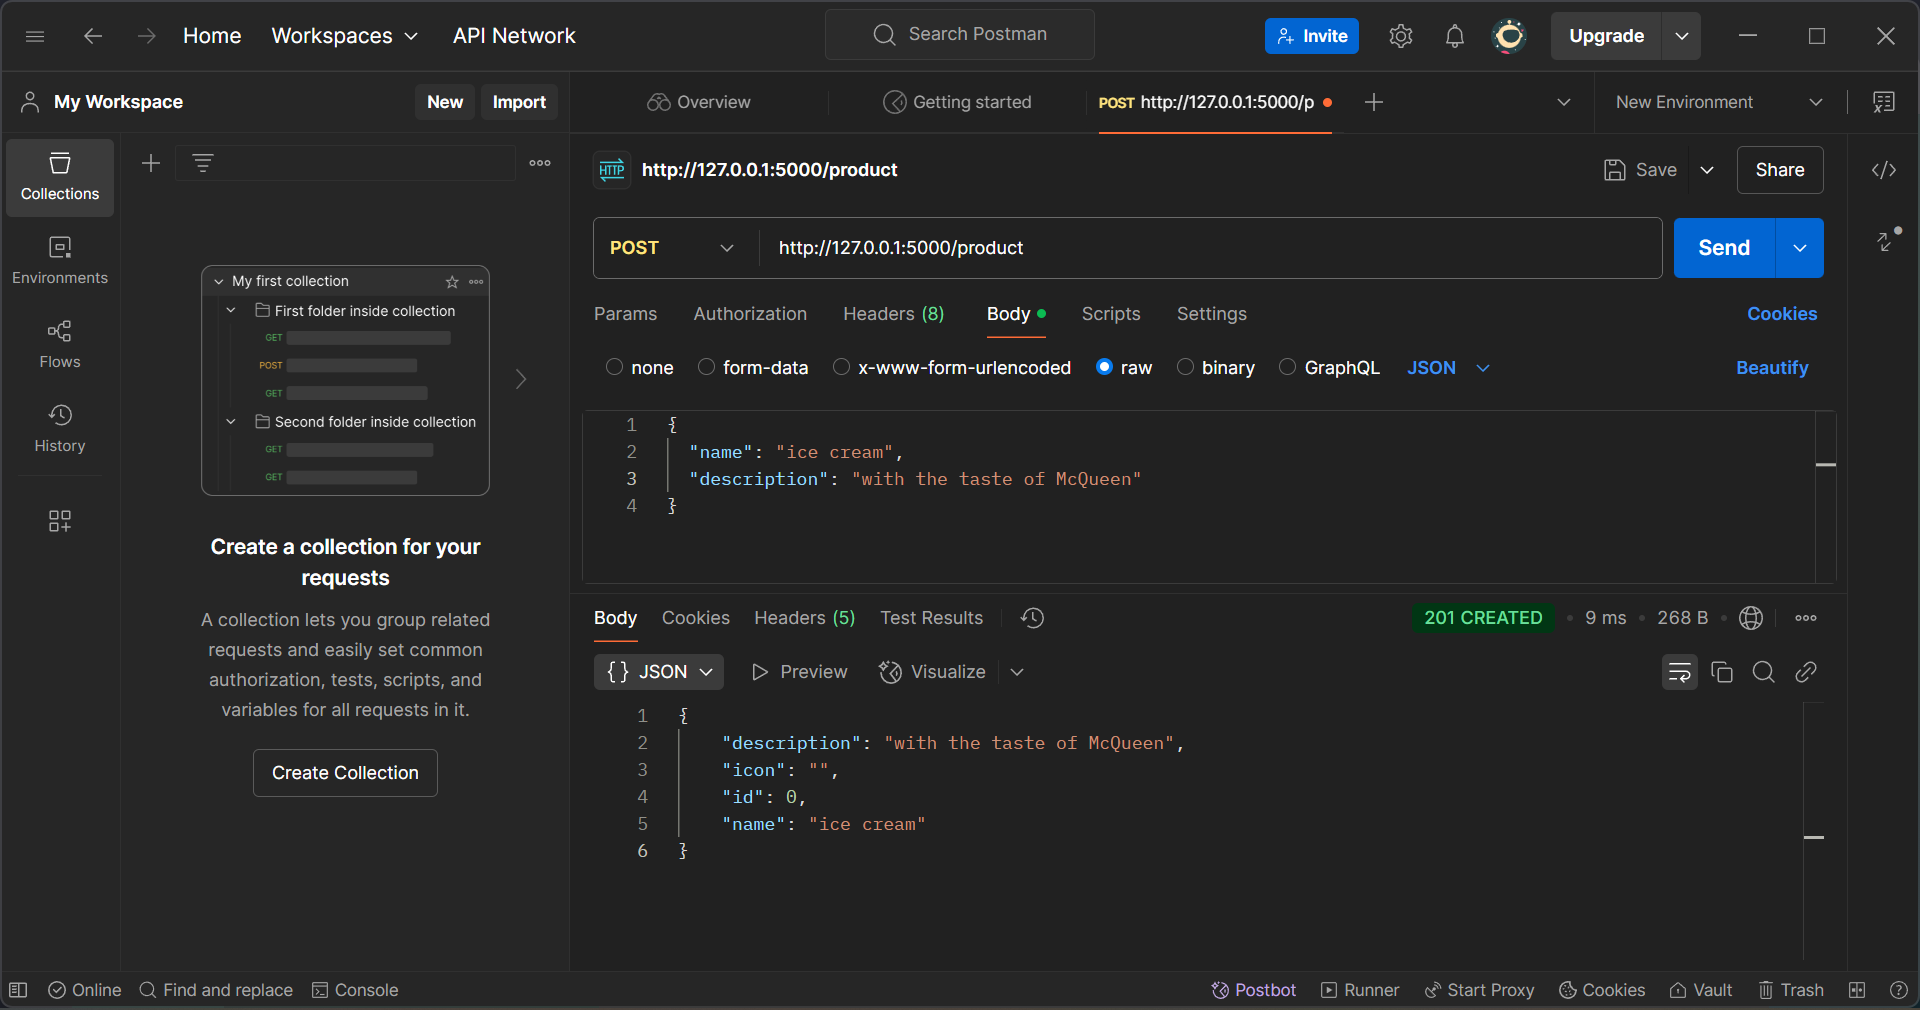 Home
Workspaces
API Network
Search Postman
Invite
Upgrade
My Workspace
New
Import
Overview
Getting started
POST http://127.0.0.1:5000/p
New Environment
Collections
Environments
Flows
History
My first collection
First folder inside collection
GET
POST
GET
Second folder inside collection
GET
GET
Create a collection for your
requests
A collection lets you group related
requests and easily set common
authorization, tests, scripts, and
variables for all requests in it.
Create Collection
HTTP
http://127.0.0.1:5000/product
Save
Share
POST
http://127.0.0.1:5000/product
Send
Params
Authorization
Headers (8)
Body
Scripts
Settings
Cookies
none
form-data
x-www-form-urlencoded
raw
binary
GraphQL
JSON
Beautify
1 {
2 "name": "ice cream",
3 "description": "with the taste of McQueen"
4 }
Body
Cookies
Headers (5)
Test Results
201 CREATED
9 ms
268 B
{} JSON
Preview
Visualize
1 {
2 "description": "with the taste of McQueen",
3 "icon": "",
4 "id": 0,
5 "name": "ice cream"
6 }
Online
Find and replace
Console
Postbot
Runner
Start Proxy
Cookies
Vault
Trash